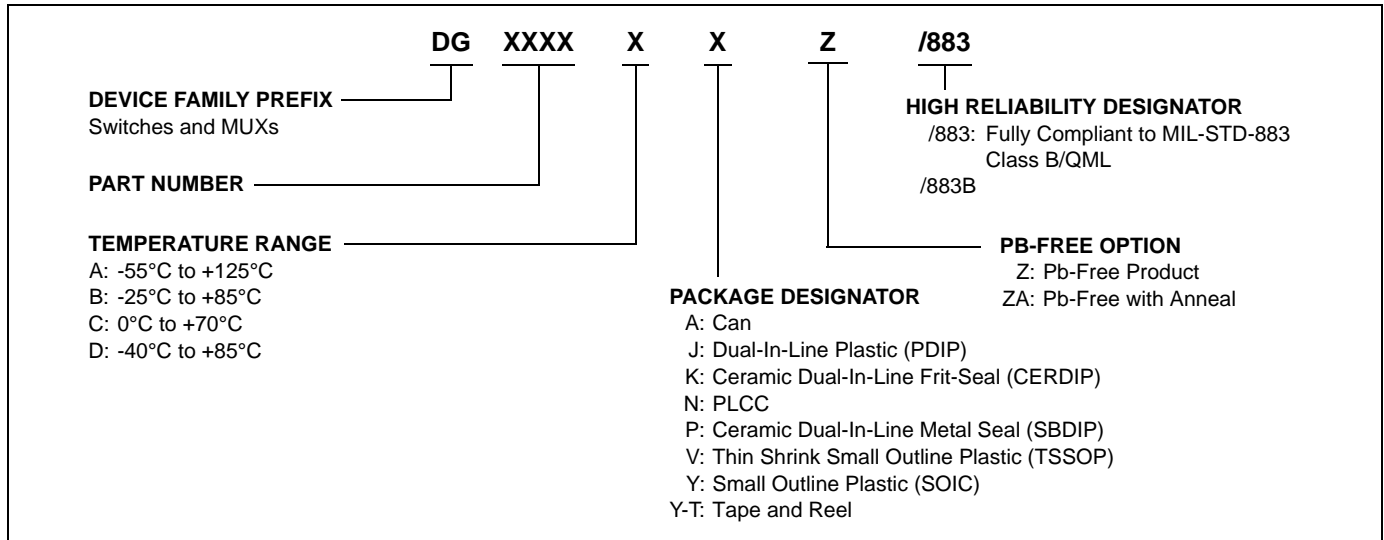 DG XXXX X X Z /883
DEVICE FAMILY PREFIX
Switches and MUXs
PART NUMBER
TEMPERATURE RANGE
A: -55°C to +125°C
B: -25°C to +85°C
C: 0°C to +70°C
D: -40°C to +85°C
PACKAGE DESIGNATOR
A: Can
J: Dual-In-Line Plastic (PDIP)
K: Ceramic Dual-In-Line Frit-Seal (CERDIP)
N: PLCC
P: Ceramic Dual-In-Line Metal Seal (SBDIP)
V: Thin Shrink Small Outline Plastic (TSSOP)
Y: Small Outline Plastic (SOIC)
Y-T: Tape and Reel
PB-FREE OPTION
Z: Pb-Free Product
ZA: Pb-Free with Anneal
HIGH RELIABILITY DESIGNATOR
/883: Fully Compliant to MIL-STD-883
Class B/QML
/883B